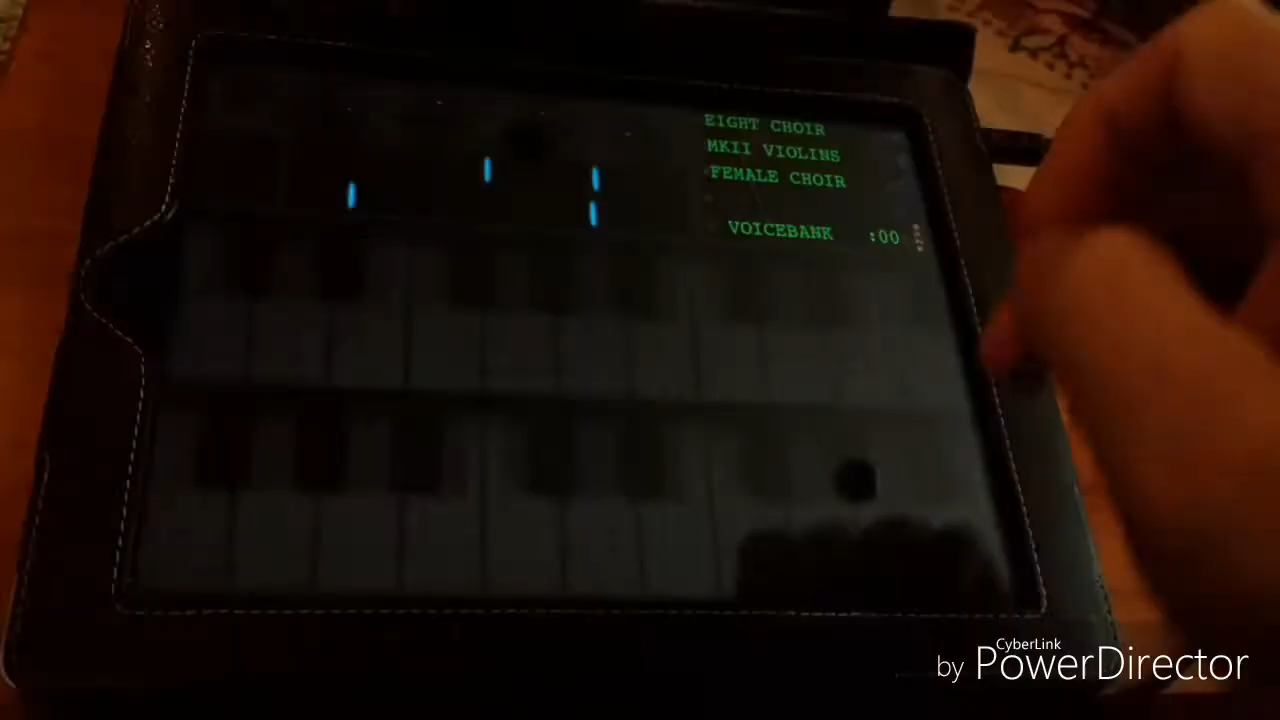 EIGHT CHOIR
MKII VIOLINS
FEMALE CHOIR
VOICEBANK :00
CyberLink
by PowerDirector